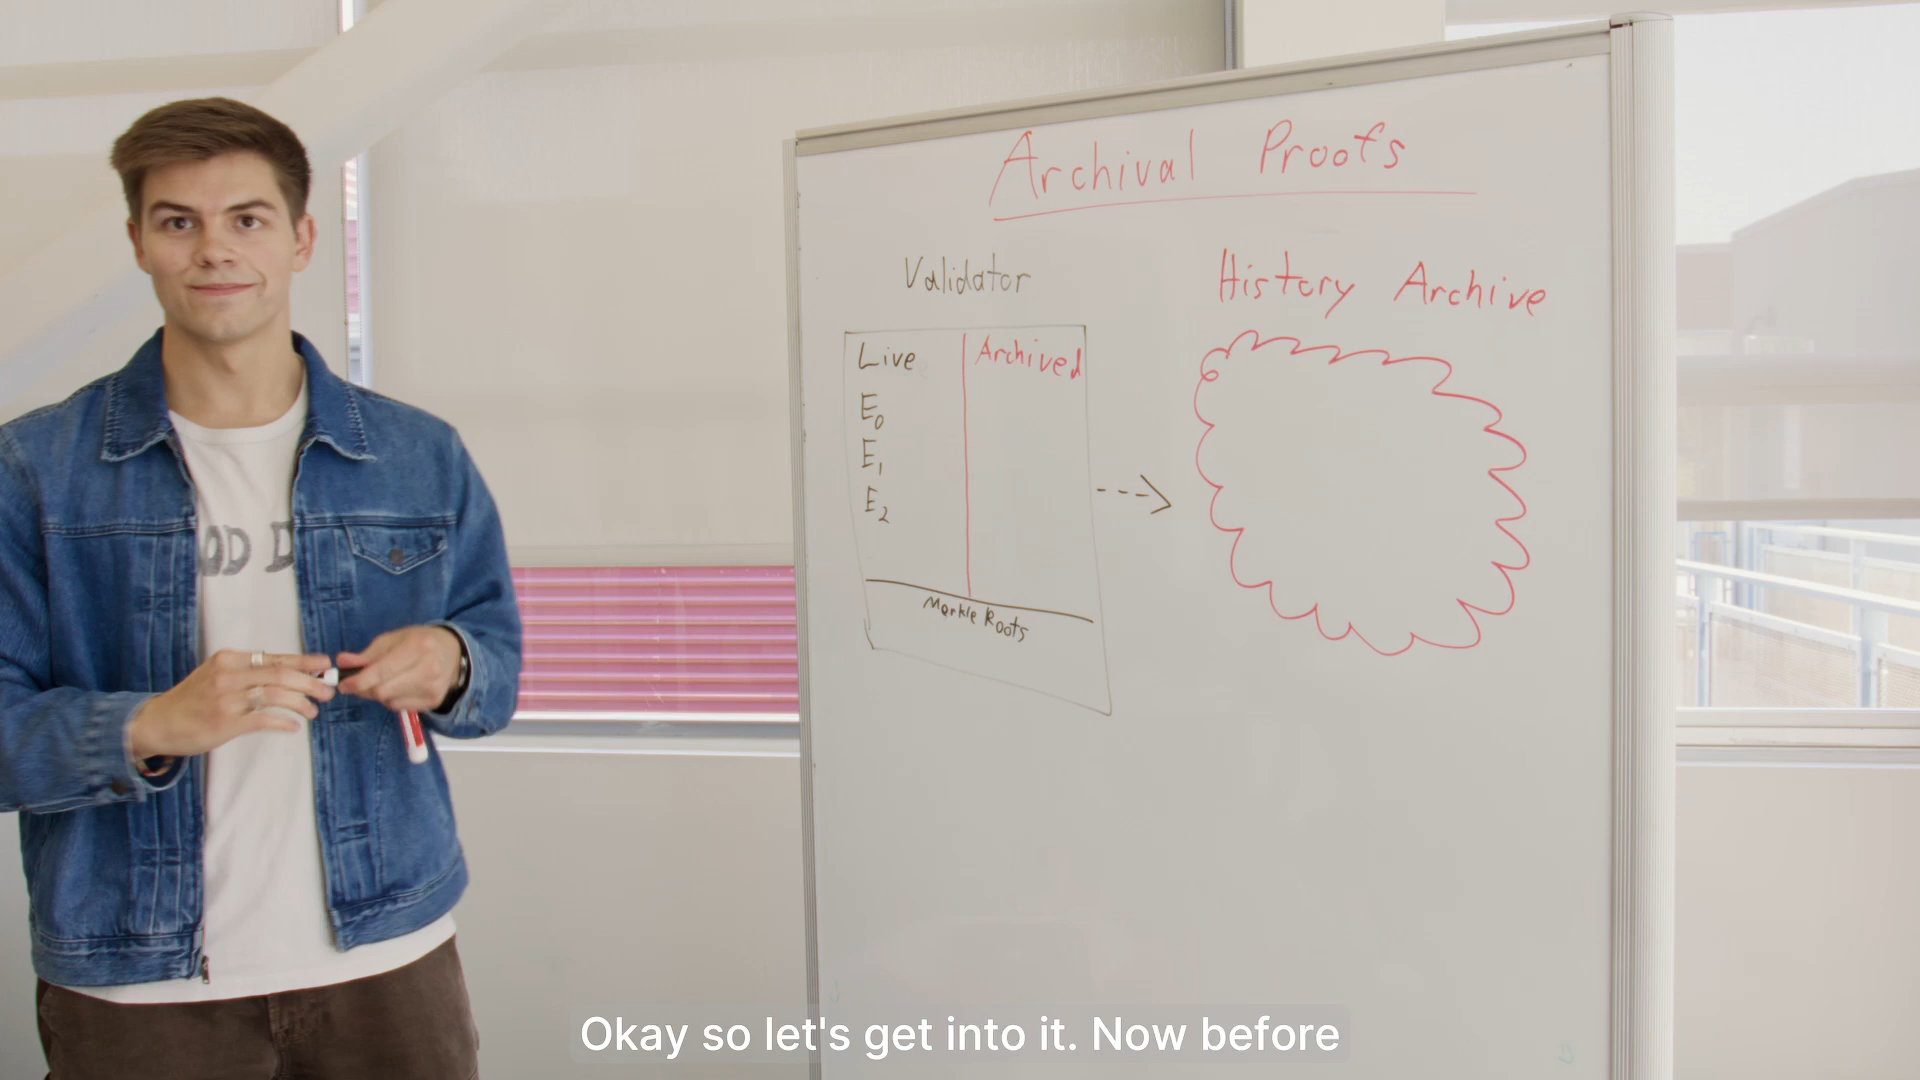 Archival Proofs
Validator
History Archive
Live
Archived
E0
E1
E2
Merkle Roots
OD D
Okay so let's get into it. Now before